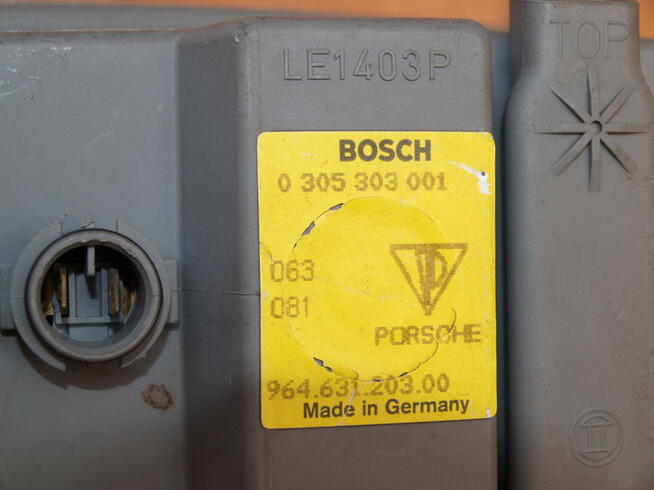 LE1403P
TOP
BOSCH
0 305 303 001
063
081
PORSCHE
964.631.203.00
Made in Germany